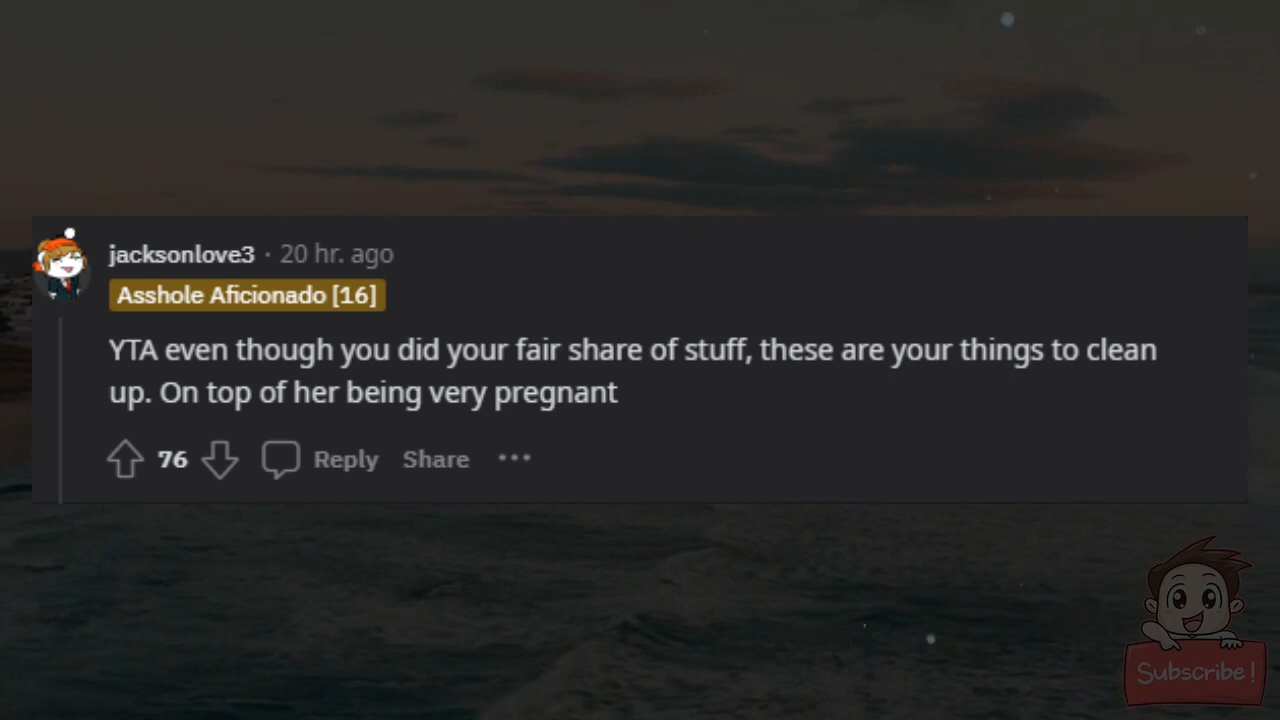 jacksonlove3 · 20 hr. ago
Asshole Aficionado [16]
YTA even though you did your fair share of stuff, these are your things to clean
up. On top of her being very pregnant
76 Reply Share ···
Subscribe!